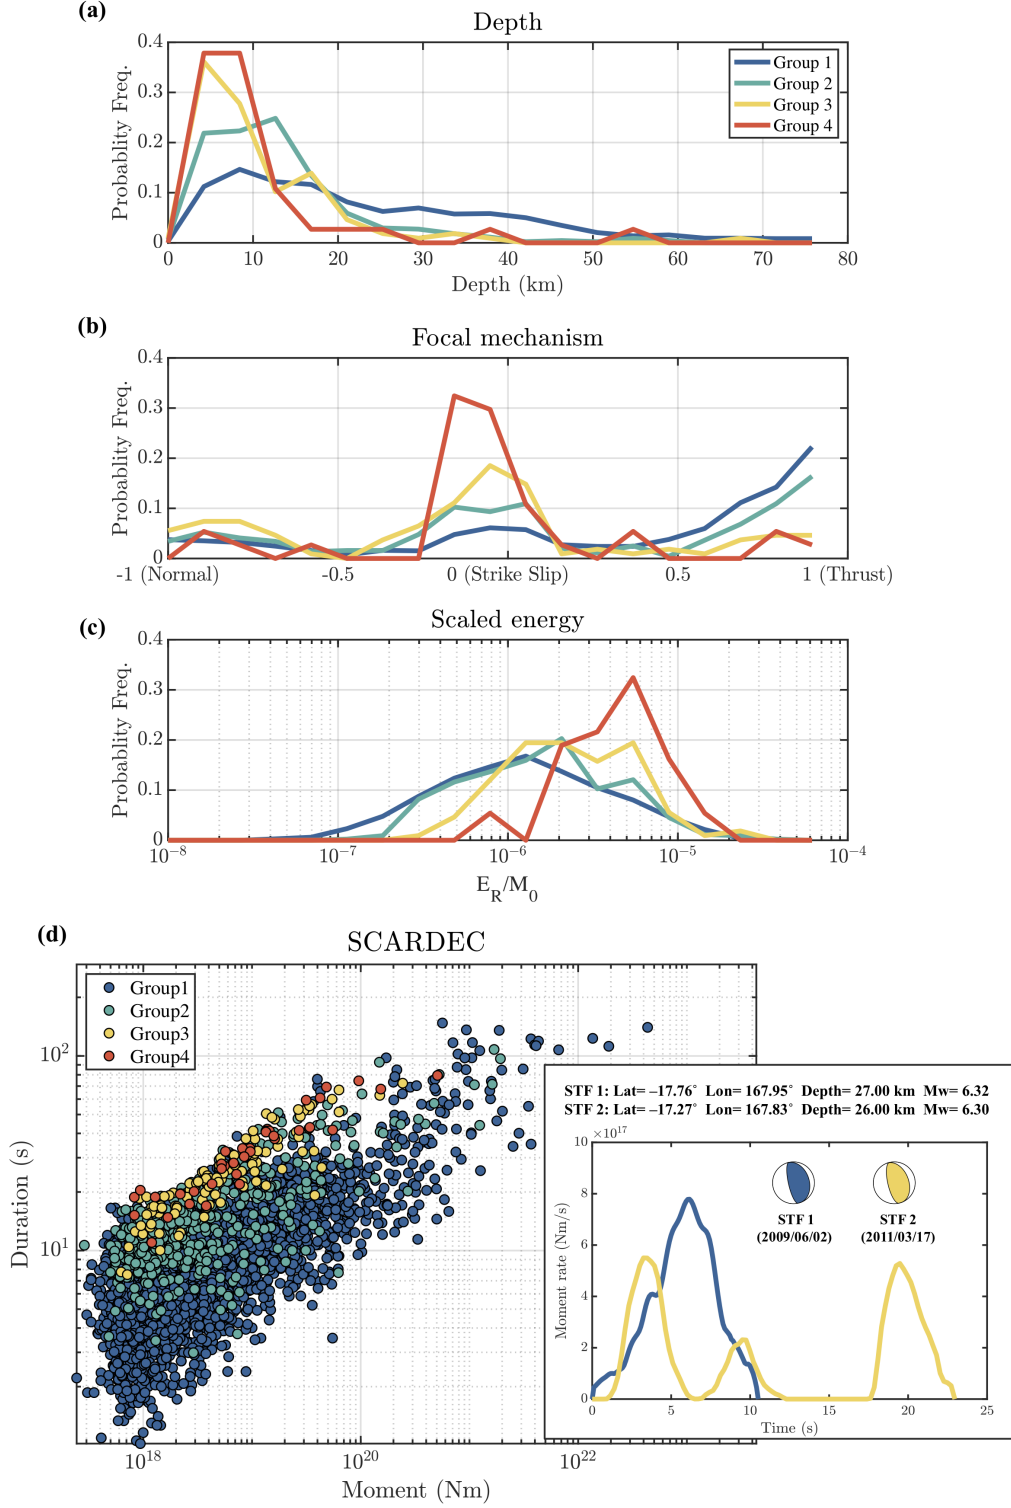 (a)
Depth
Probablity Freq.
0.4
0.3
0.2
0.1
0
0 10 20 30 40 50 60 70 80
Depth (km)
Group 1
Group 2
Group 3
Group 4
(b)
Focal mechanism
Probablity Freq.
0.4
0.3
0.2
0.1
0
-1 (Normal) -0.5 0 (Strike Slip) 0.5 1 (Thrust)
(c)
Scaled energy
Probablity Freq.
0.4
0.3
0.2
0.1
0
10⁻⁸ 10⁻⁷ 10⁻⁶ 10⁻⁵ 10⁻⁴
E_R/M_0
(d)
SCARDEC
Group1
Group2
Group3
Group4
Duration (s)
10²
10¹
10¹⁸ 10²⁰ 10²²
Moment (Nm)
STF 1: Lat= −17.76° Lon= 167.95° Depth= 27.00 km Mw= 6.32
STF 2: Lat= −17.27° Lon= 167.83° Depth= 26.00 km Mw= 6.30
×10¹⁷
Moment rate (Nm/s)
10
8
6
4
2
0
0 5 10 15 20 25
Time (s)
STF 1
(2009/06/02)
STF 2
(2011/03/17)